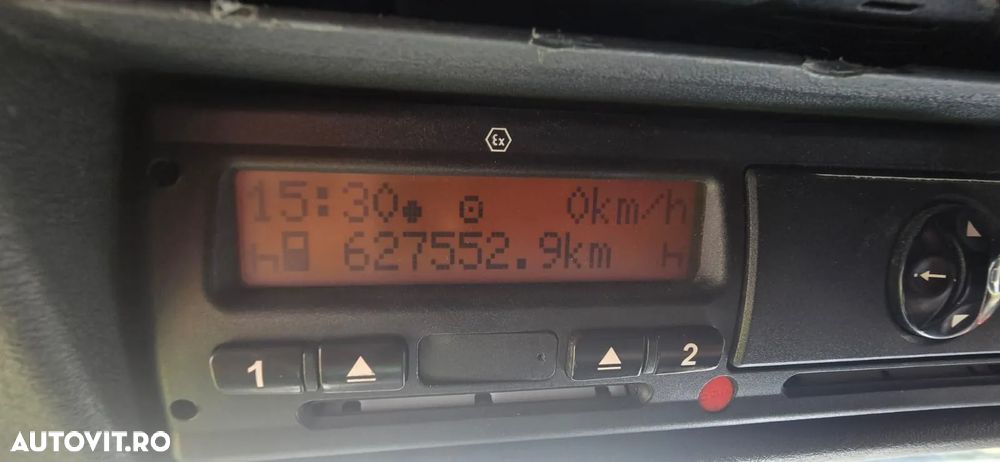 Ex
15:30 0km/h
627552.9km
1 2
AUTOVIT.RO